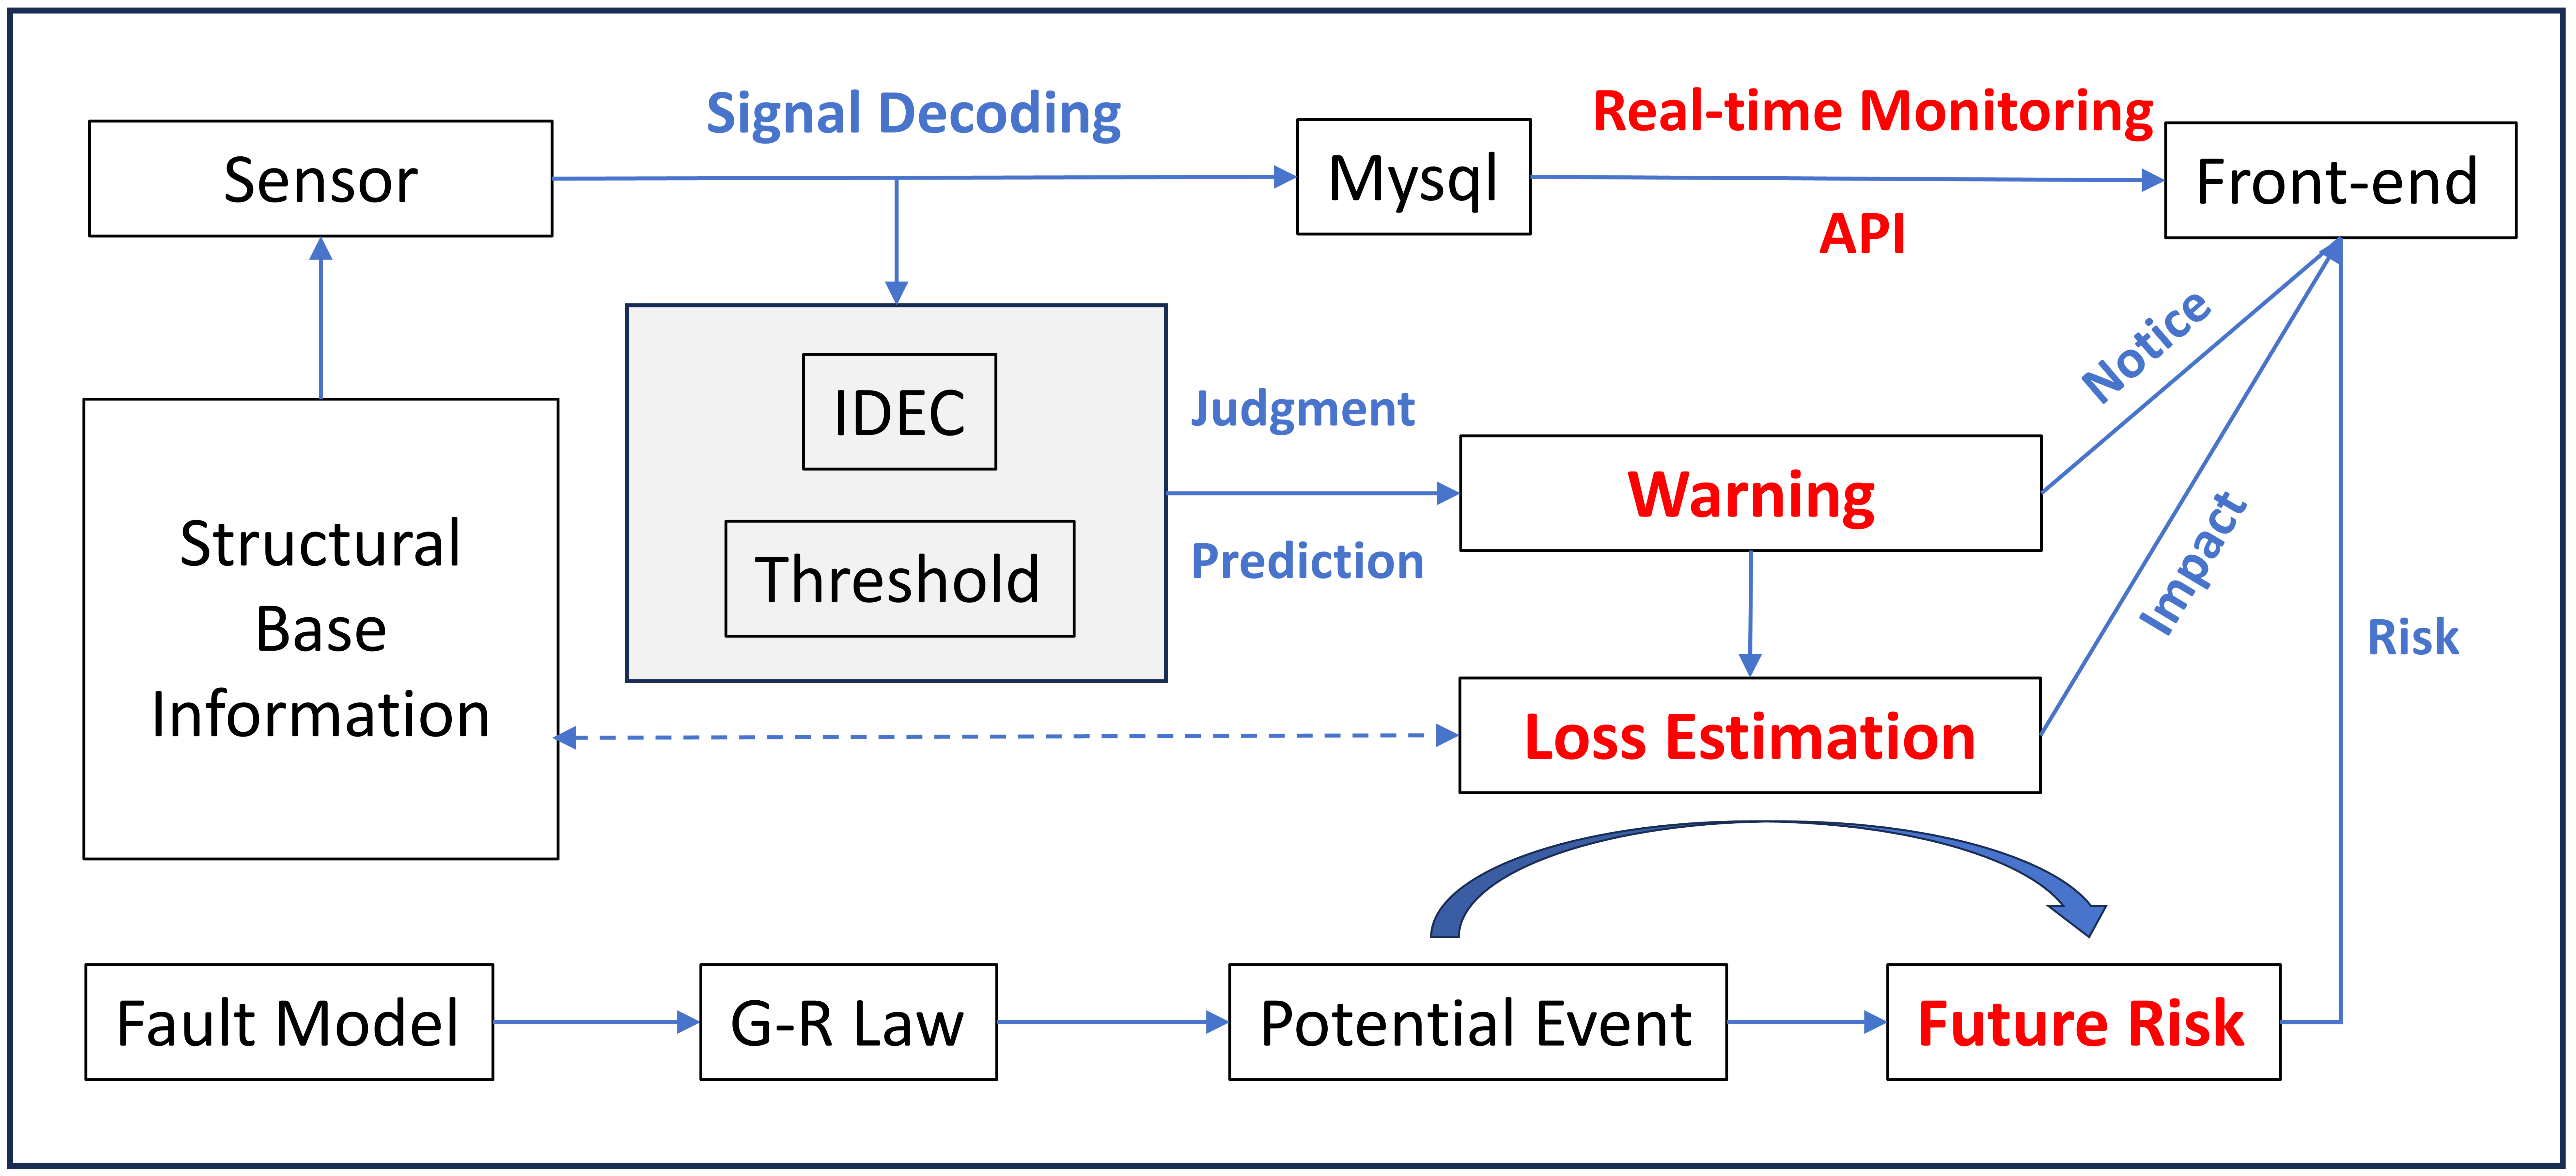 Signal Decoding
Real-time Monitoring
Sensor
Mysql
Front-end
API
Notice
IDEC
Judgment
Structural
Base
Information
Warning
Threshold
Prediction
Impact
Risk
Loss Estimation
Fault Model
G-R Law
Potential Event
Future Risk